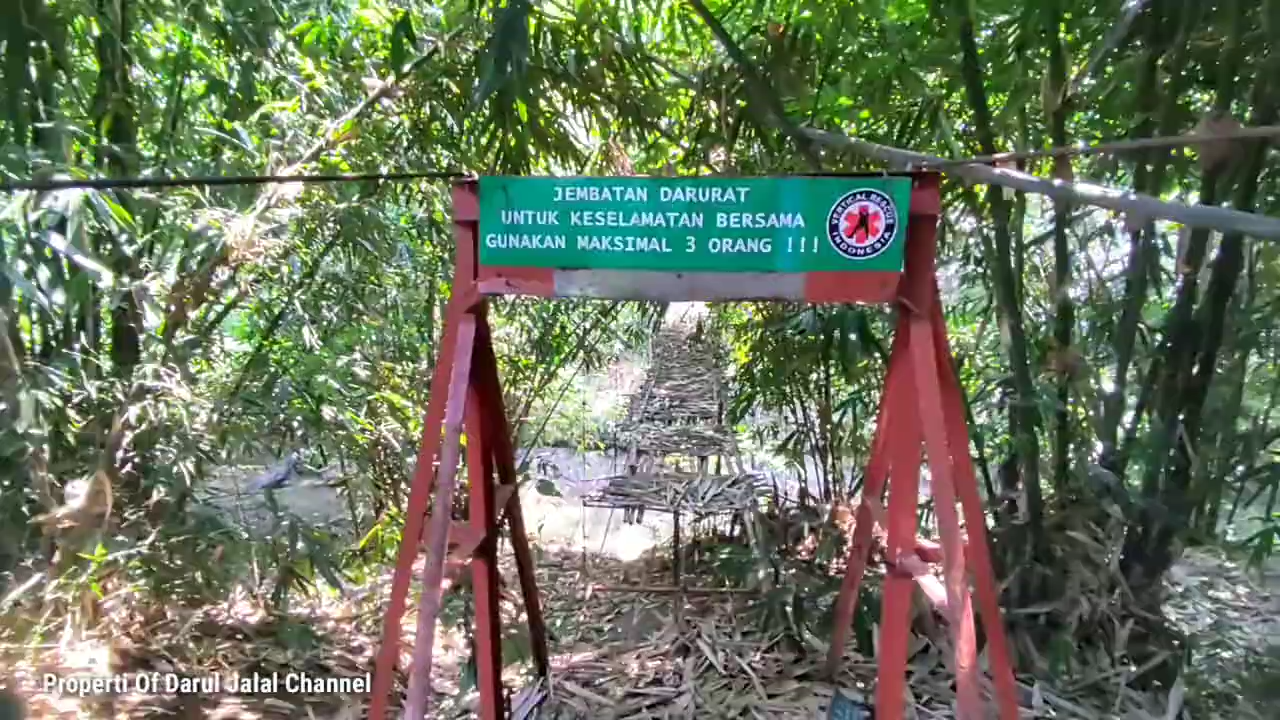 JEMBATAN DARURAT
UNTUK KESELAMATAN BERSAMA
GUNAKAN MAKSIMAL 3 ORANG !!!
VERTICAL RESCUE
INDONESIA
Properti Of Darul Jalal Channel